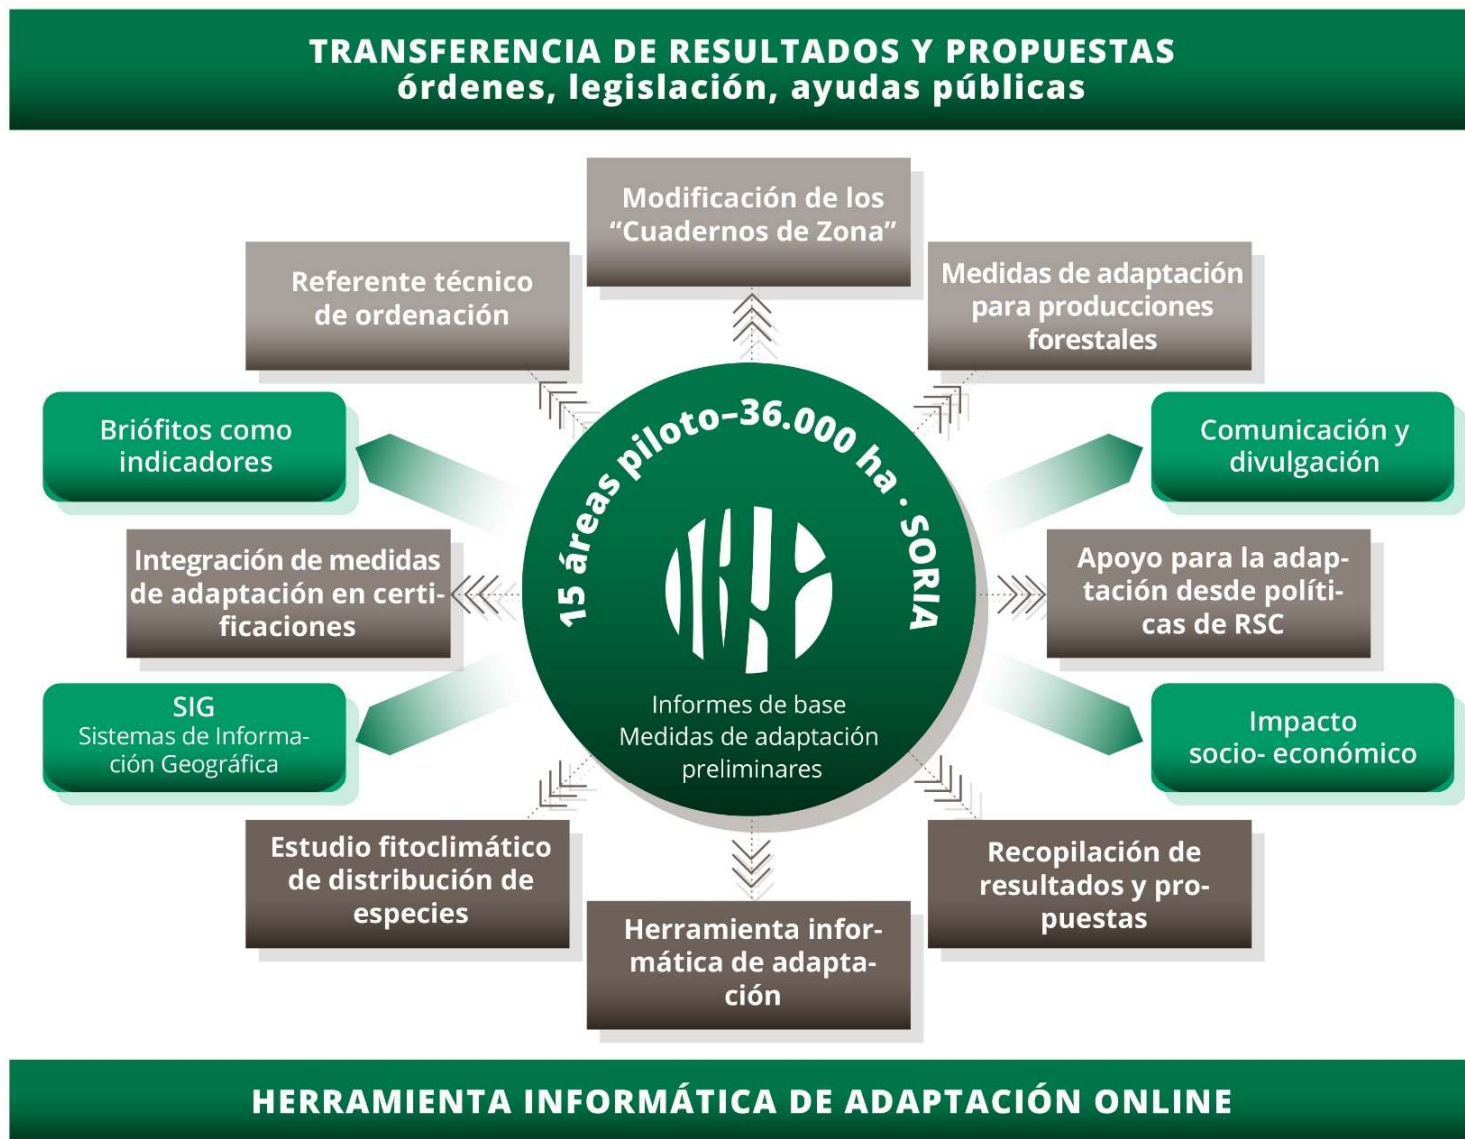 TRANSFERENCIA DE RESULTADOS Y PROPUESTAS
órdenes, legislación, ayudas públicas
Modificación de los
“Cuadernos de Zona”
Referente técnico
de ordenación
Medidas de adaptación
para producciones
forestales
Briófitos como
indicadores
15 áreas piloto–36.000 ha · SORIA
Comunicación y
divulgación
Integración de medidas
de adaptación en certi-
ficaciones
Apoyo para la adap-
tación desde políti-
cas de RSC
SIG
Sistemas de Informa-
ción Geográfica
Informes de base
Medidas de adaptación
preliminares
Impacto
socio- económico
Estudio fitoclimático
de distribución de
especies
Herramienta infor-
mática de adapta-
ción
Recopilación de
resultados y pro-
puestas
HERRAMIENTA INFORMÁTICA DE ADAPTACIÓN ONLINE